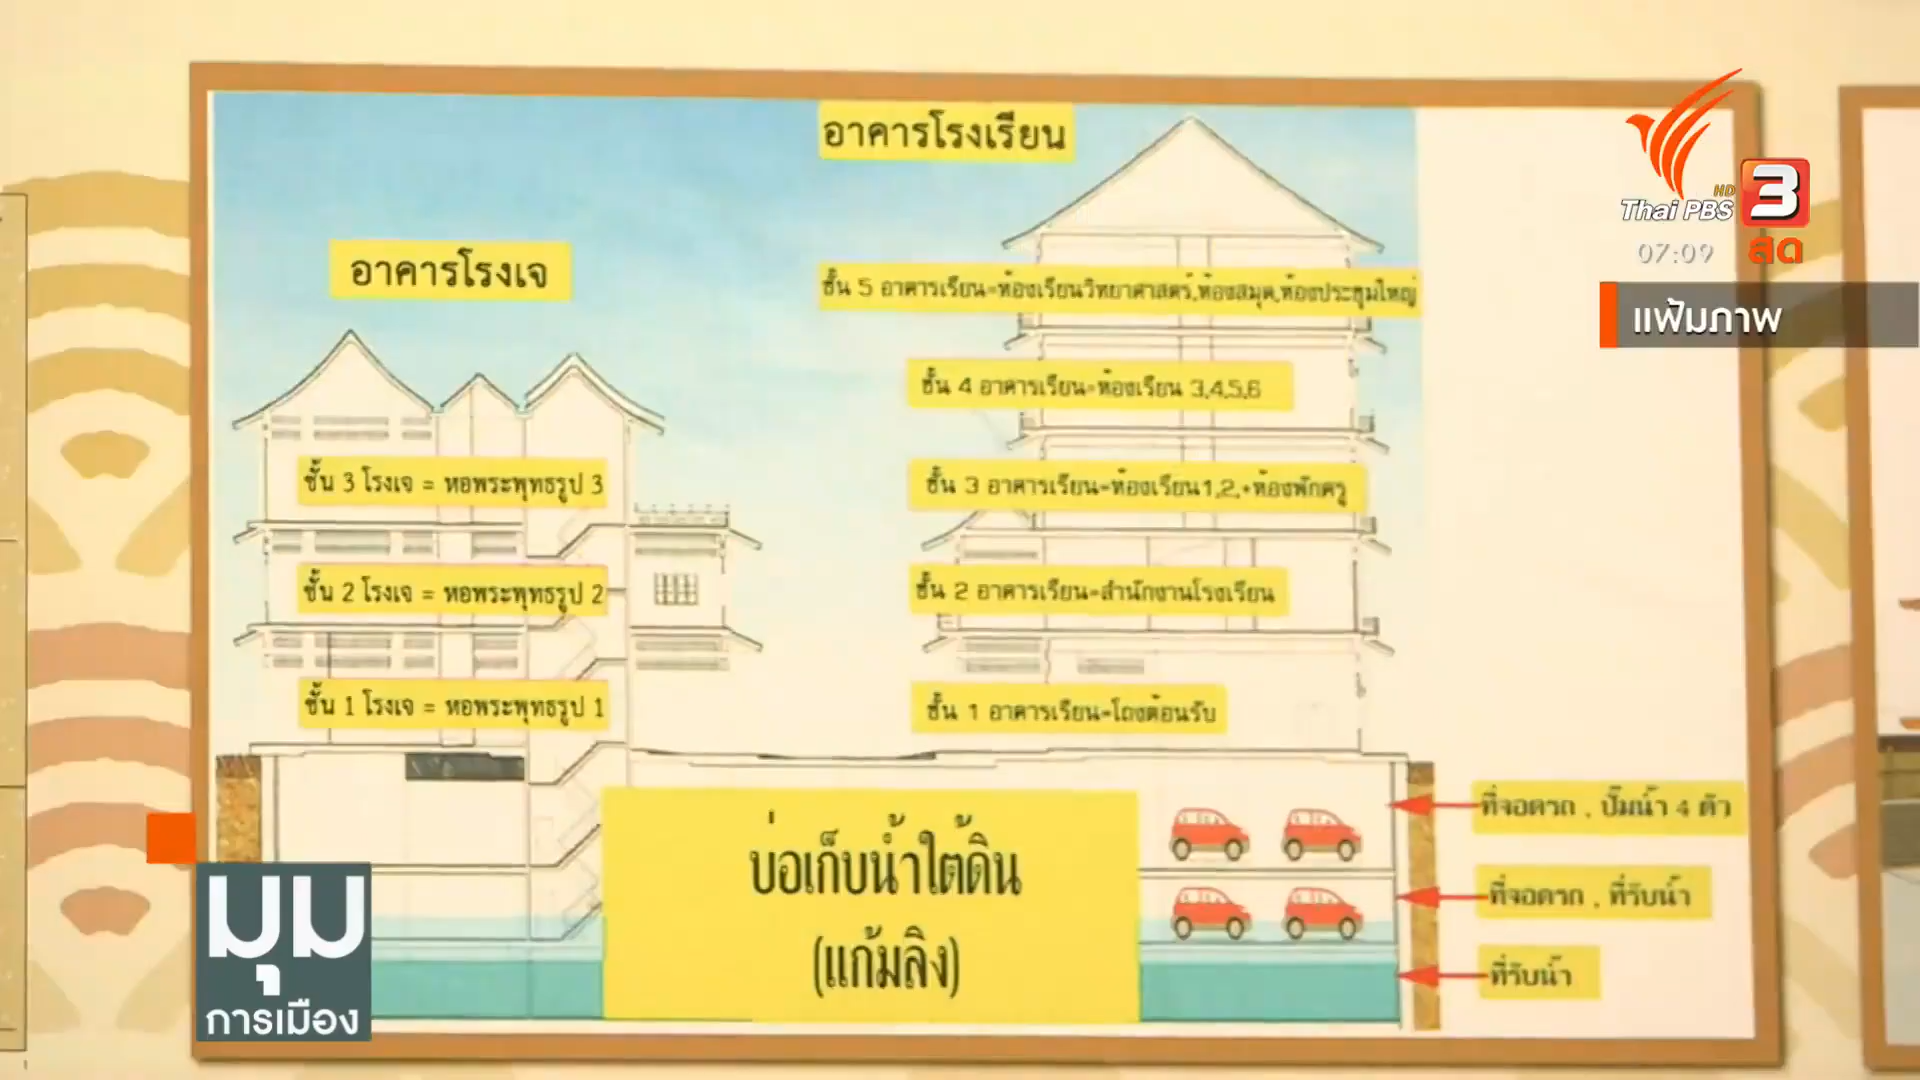 อาคารโรงเรียน
Thai PBS HD 3
07:09 สด
แฟ้มภาพ
อาคารโรงเจ
ชั้น 5 อาคารเรียน=ห้องเรียนวิทยาศาสตร์,ห้องสมุด,ห้องประชุมใหญ่
ชั้น 4 อาคารเรียน=ห้องเรียน 3,4,5,6
ชั้น 3 โรงเจ = หอพระพุทธรูป 3
ชั้น 3 อาคารเรียน=ห้องเรียน1,2,+ห้องพักครู
ชั้น 2 โรงเจ = หอพระพุทธรูป 2
ชั้น 2 อาคารเรียน=สำนักงานโรงเรียน
ชั้น 1 โรงเจ = หอพระพุทธรูป 1
ชั้น 1 อาคารเรียน=โถงต้อนรับ
ที่จอดรถ , ปั๊มน้ำ 4 ตัว
บ่อเก็บน้ำใต้ดิน
(แก้มลิง)
ที่จอดรถ , ที่รับน้ำ
ที่รับน้ำ
มุม
การเมือง